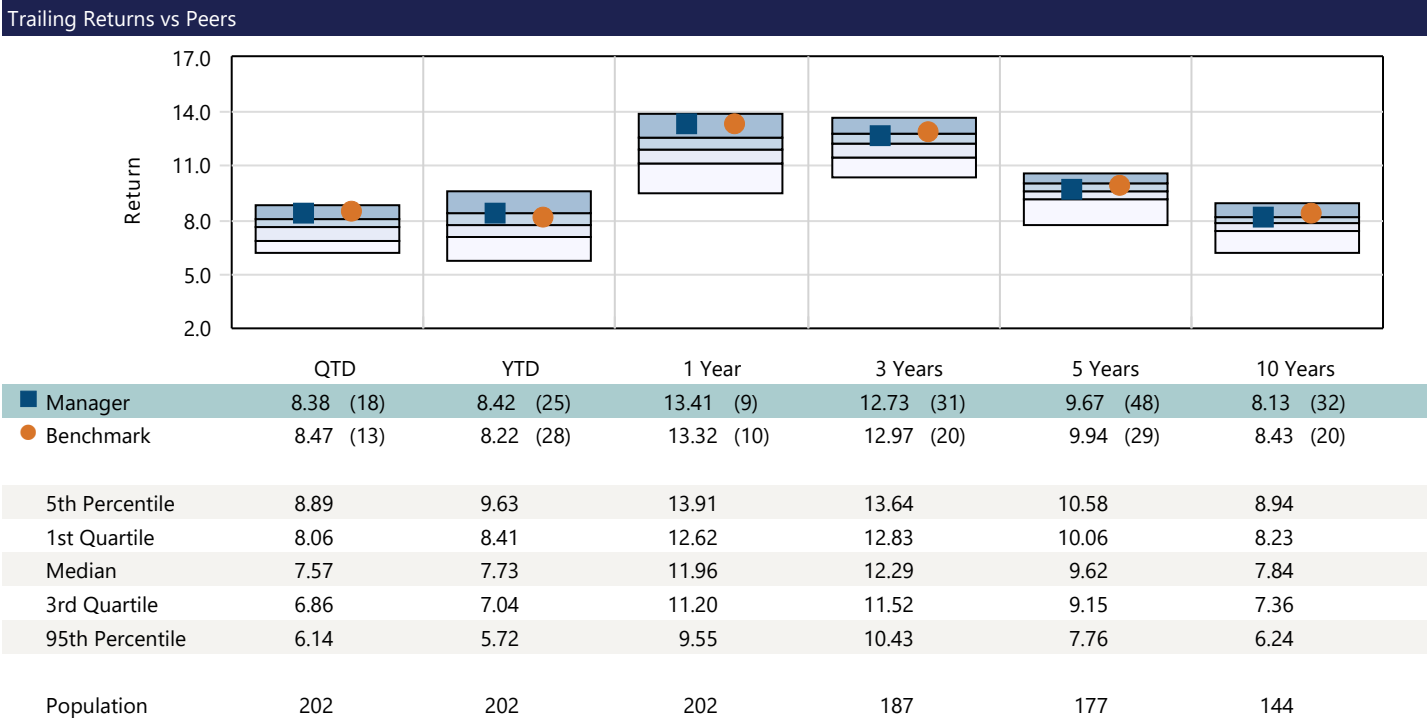 Trailing Returns vs Peers
17.0
14.0
11.0
8.0
5.0
2.0
Return
QTD YTD 1 Year 3 Years 5 Years 10 Years
Manager 8.38 (18) 8.42 (25) 13.41 (9) 12.73 (31) 9.67 (48) 8.13 (32)
Benchmark 8.47 (13) 8.22 (28) 13.32 (10) 12.97 (20) 9.94 (29) 8.43 (20)
5th Percentile 8.89 9.63 13.91 13.64 10.58 8.94
1st Quartile 8.06 8.41 12.62 12.83 10.06 8.23
Median 7.57 7.73 11.96 12.29 9.62 7.84
3rd Quartile 6.86 7.04 11.20 11.52 9.15 7.36
95th Percentile 6.14 5.72 9.55 10.43 7.76 6.24
Population 202 202 202 187 177 144